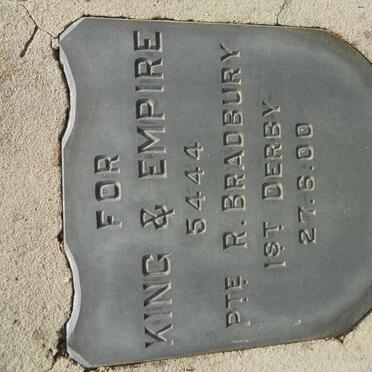 FOR
KING & EMPIRE
5444
PTE R. BRADBURY
1ST DERBY
27.6.00